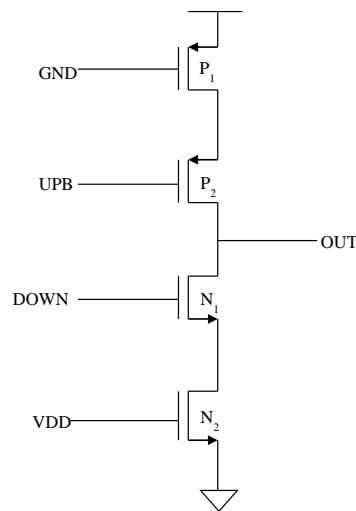 GND
P₁
UPB
P₂
OUT
DOWN
N₁
VDD
N₂